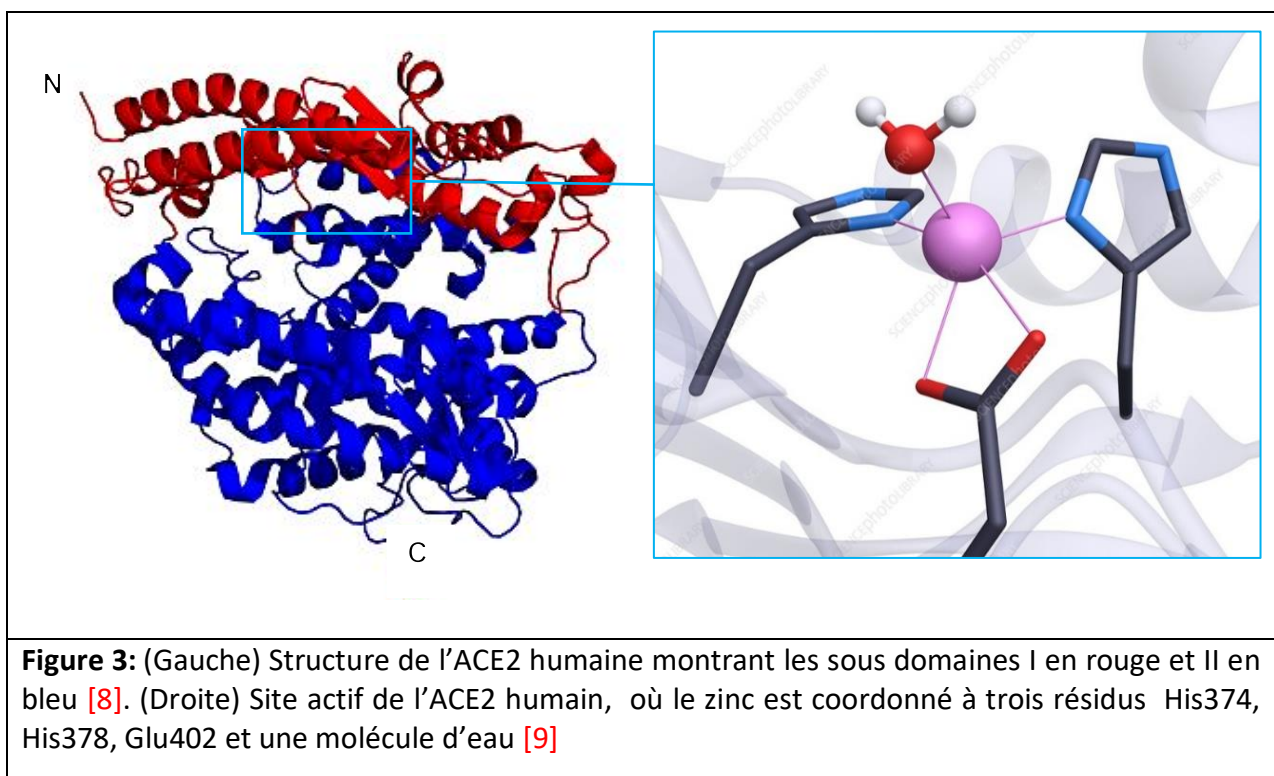 N
C
SCIENCEphotoLIBRARY
Figure 3: (Gauche) Structure de l’ACE2 humaine montrant les sous domaines I en rouge et II en
bleu [8]. (Droite) Site actif de l’ACE2 humain, où le zinc est coordonné à trois résidus His374,
His378, Glu402 et une molécule d’eau [9]